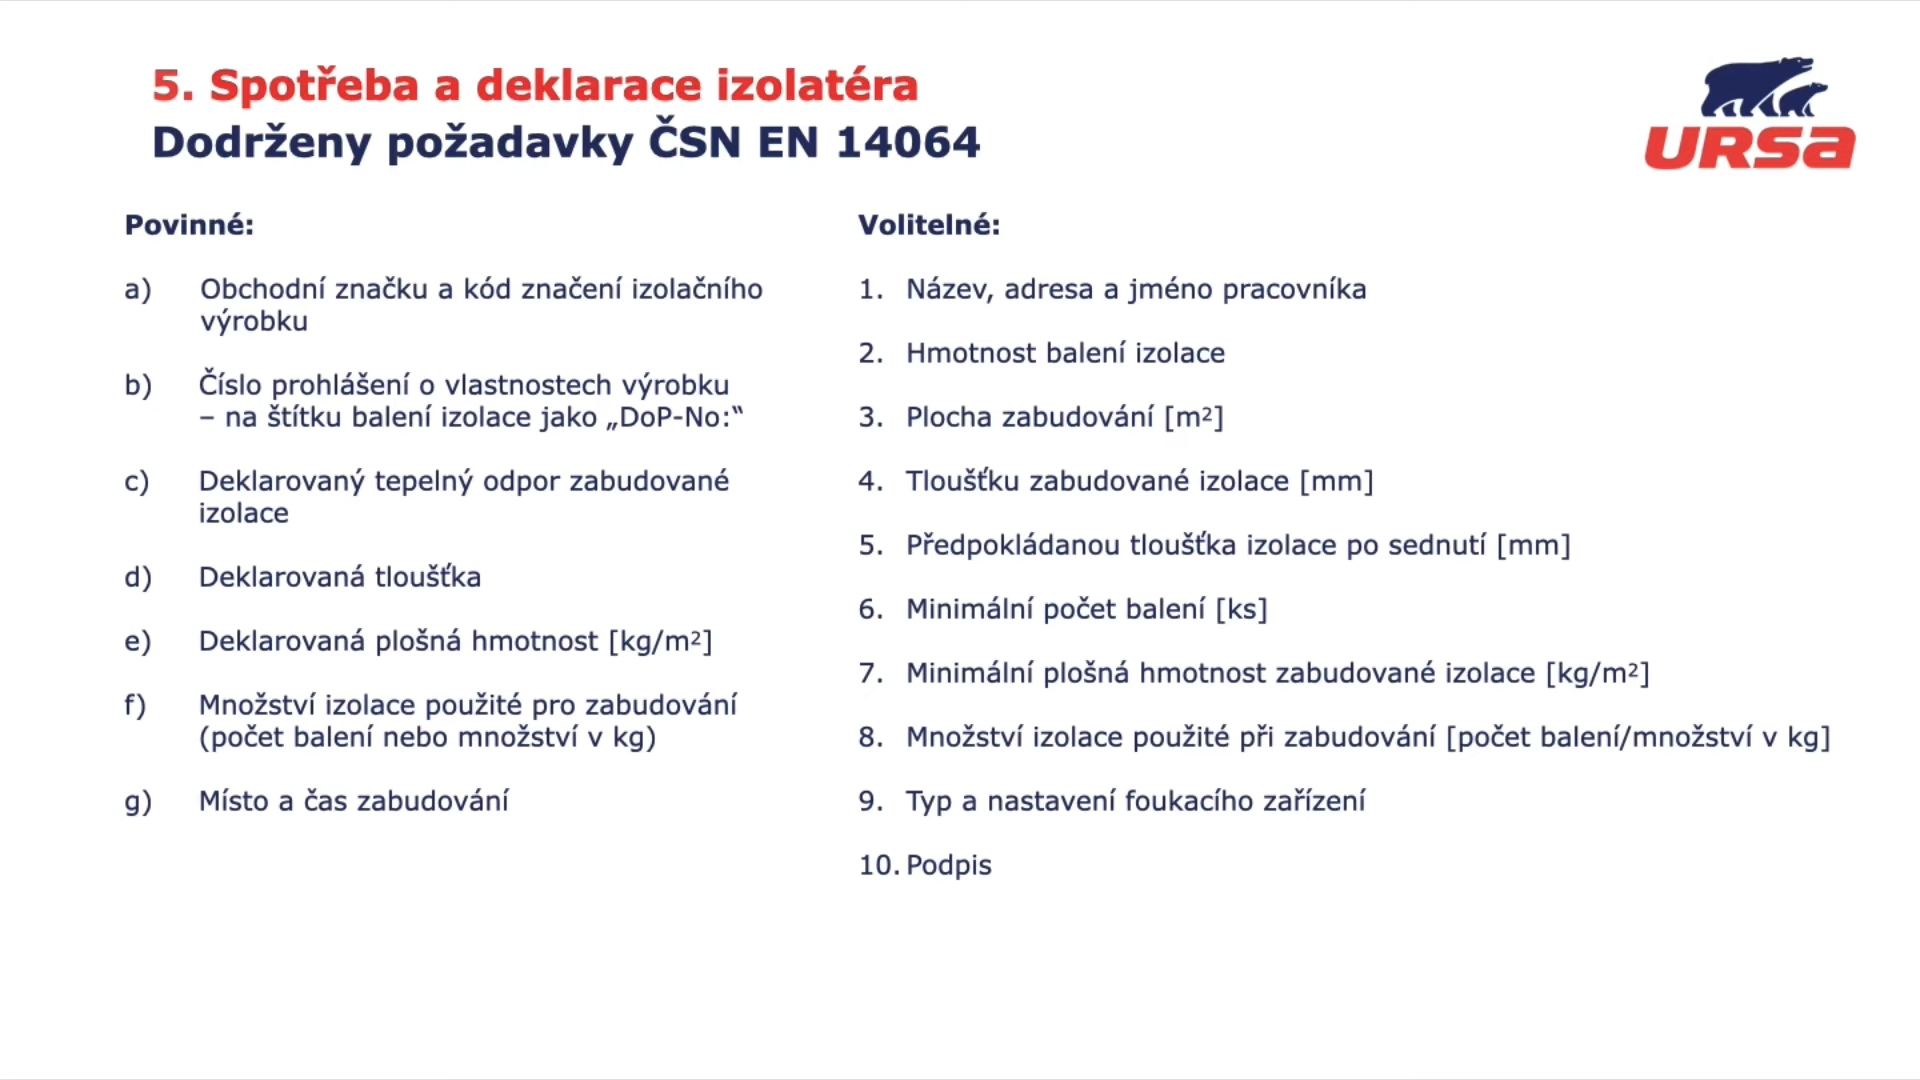 5. Spotřeba a deklarace izolatéra
Dodrženy požadavky ČSN EN 14064
URSA
Povinné:
a) Obchodní značku a kód značení izolačního
výrobku
b) Číslo prohlášení o vlastnostech výrobku
– na štítku balení izolace jako „DoP-No:“
c) Deklarovaný tepelný odpor zabudované
izolace
d) Deklarovaná tloušťka
e) Deklarovaná plošná hmotnost [kg/m²]
f) Množství izolace použité pro zabudování
(počet balení nebo množství v kg)
g) Místo a čas zabudování
Volitelné:
1. Název, adresa a jméno pracovníka
2. Hmotnost balení izolace
3. Plocha zabudování [m²]
4. Tloušťku zabudované izolace [mm]
5. Předpokládanou tloušťka izolace po sednutí [mm]
6. Minimální počet balení [ks]
7. Minimální plošná hmotnost zabudované izolace [kg/m²]
8. Množství izolace použité při zabudování [počet balení/množství v kg]
9. Typ a nastavení foukacího zařízení
10. Podpis